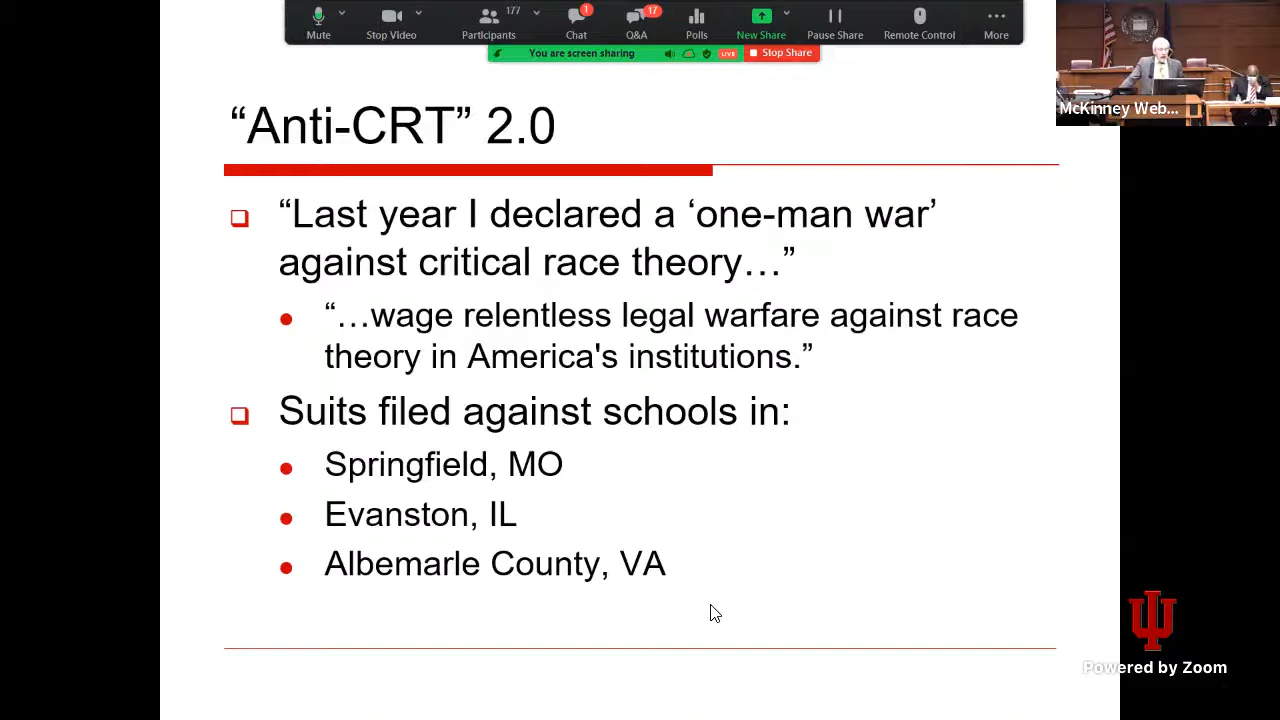 177
1
17
Mute
Stop Video
Participants
Chat
Q&A
Polls
New Share
Pause Share
Remote Control
More
You are screen sharing
LIVE
Stop Share
McKinney Web...
“Anti-CRT” 2.0
“Last year I declared a ‘one-man war’
against critical race theory…”
“…wage relentless legal warfare against race
theory in America's institutions.”
Suits filed against schools in:
Springfield, MO
Evanston, IL
Albemarle County, VA
Powered by Zoom